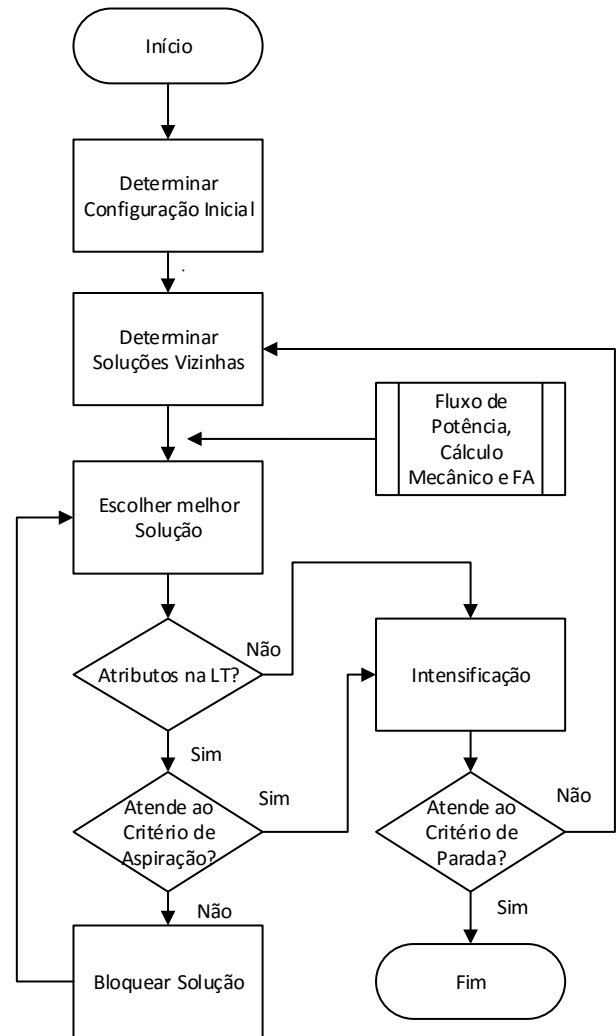 Início
Determinar
Configuração Inicial
.
Determinar
Soluções Vizinhas
Fluxo de
Potência,
Cálculo
Mecânico e FA
Escolher melhor
Solução
Não
Atributos na LT?
Intensificação
Sim
Atende ao
Critério de
Aspiração?
Sim
Atende ao
Critério de
Parada?
Não
Não
Sim
Bloquear Solução
Fim